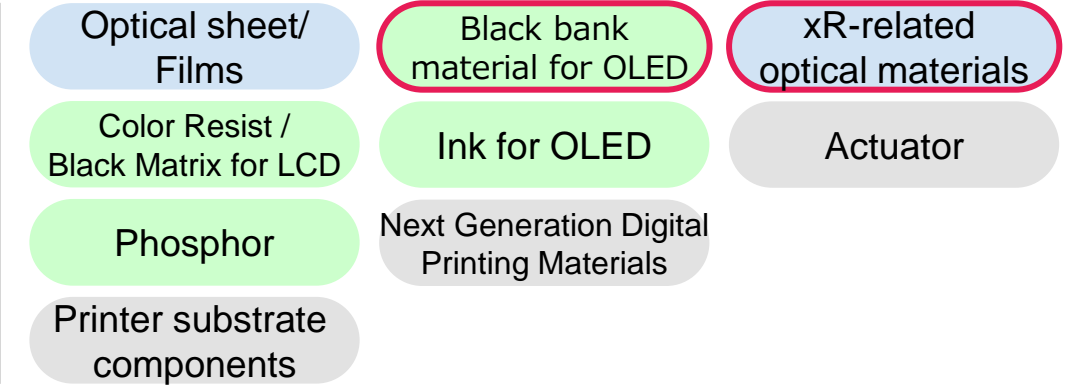 Optical sheet/
Films
Black bank
material for OLED
xR-related
optical materials
Color Resist /
Black Matrix for LCD
Ink for OLED
Actuator
Phosphor
Next Generation Digital
Printing Materials
Printer substrate
components